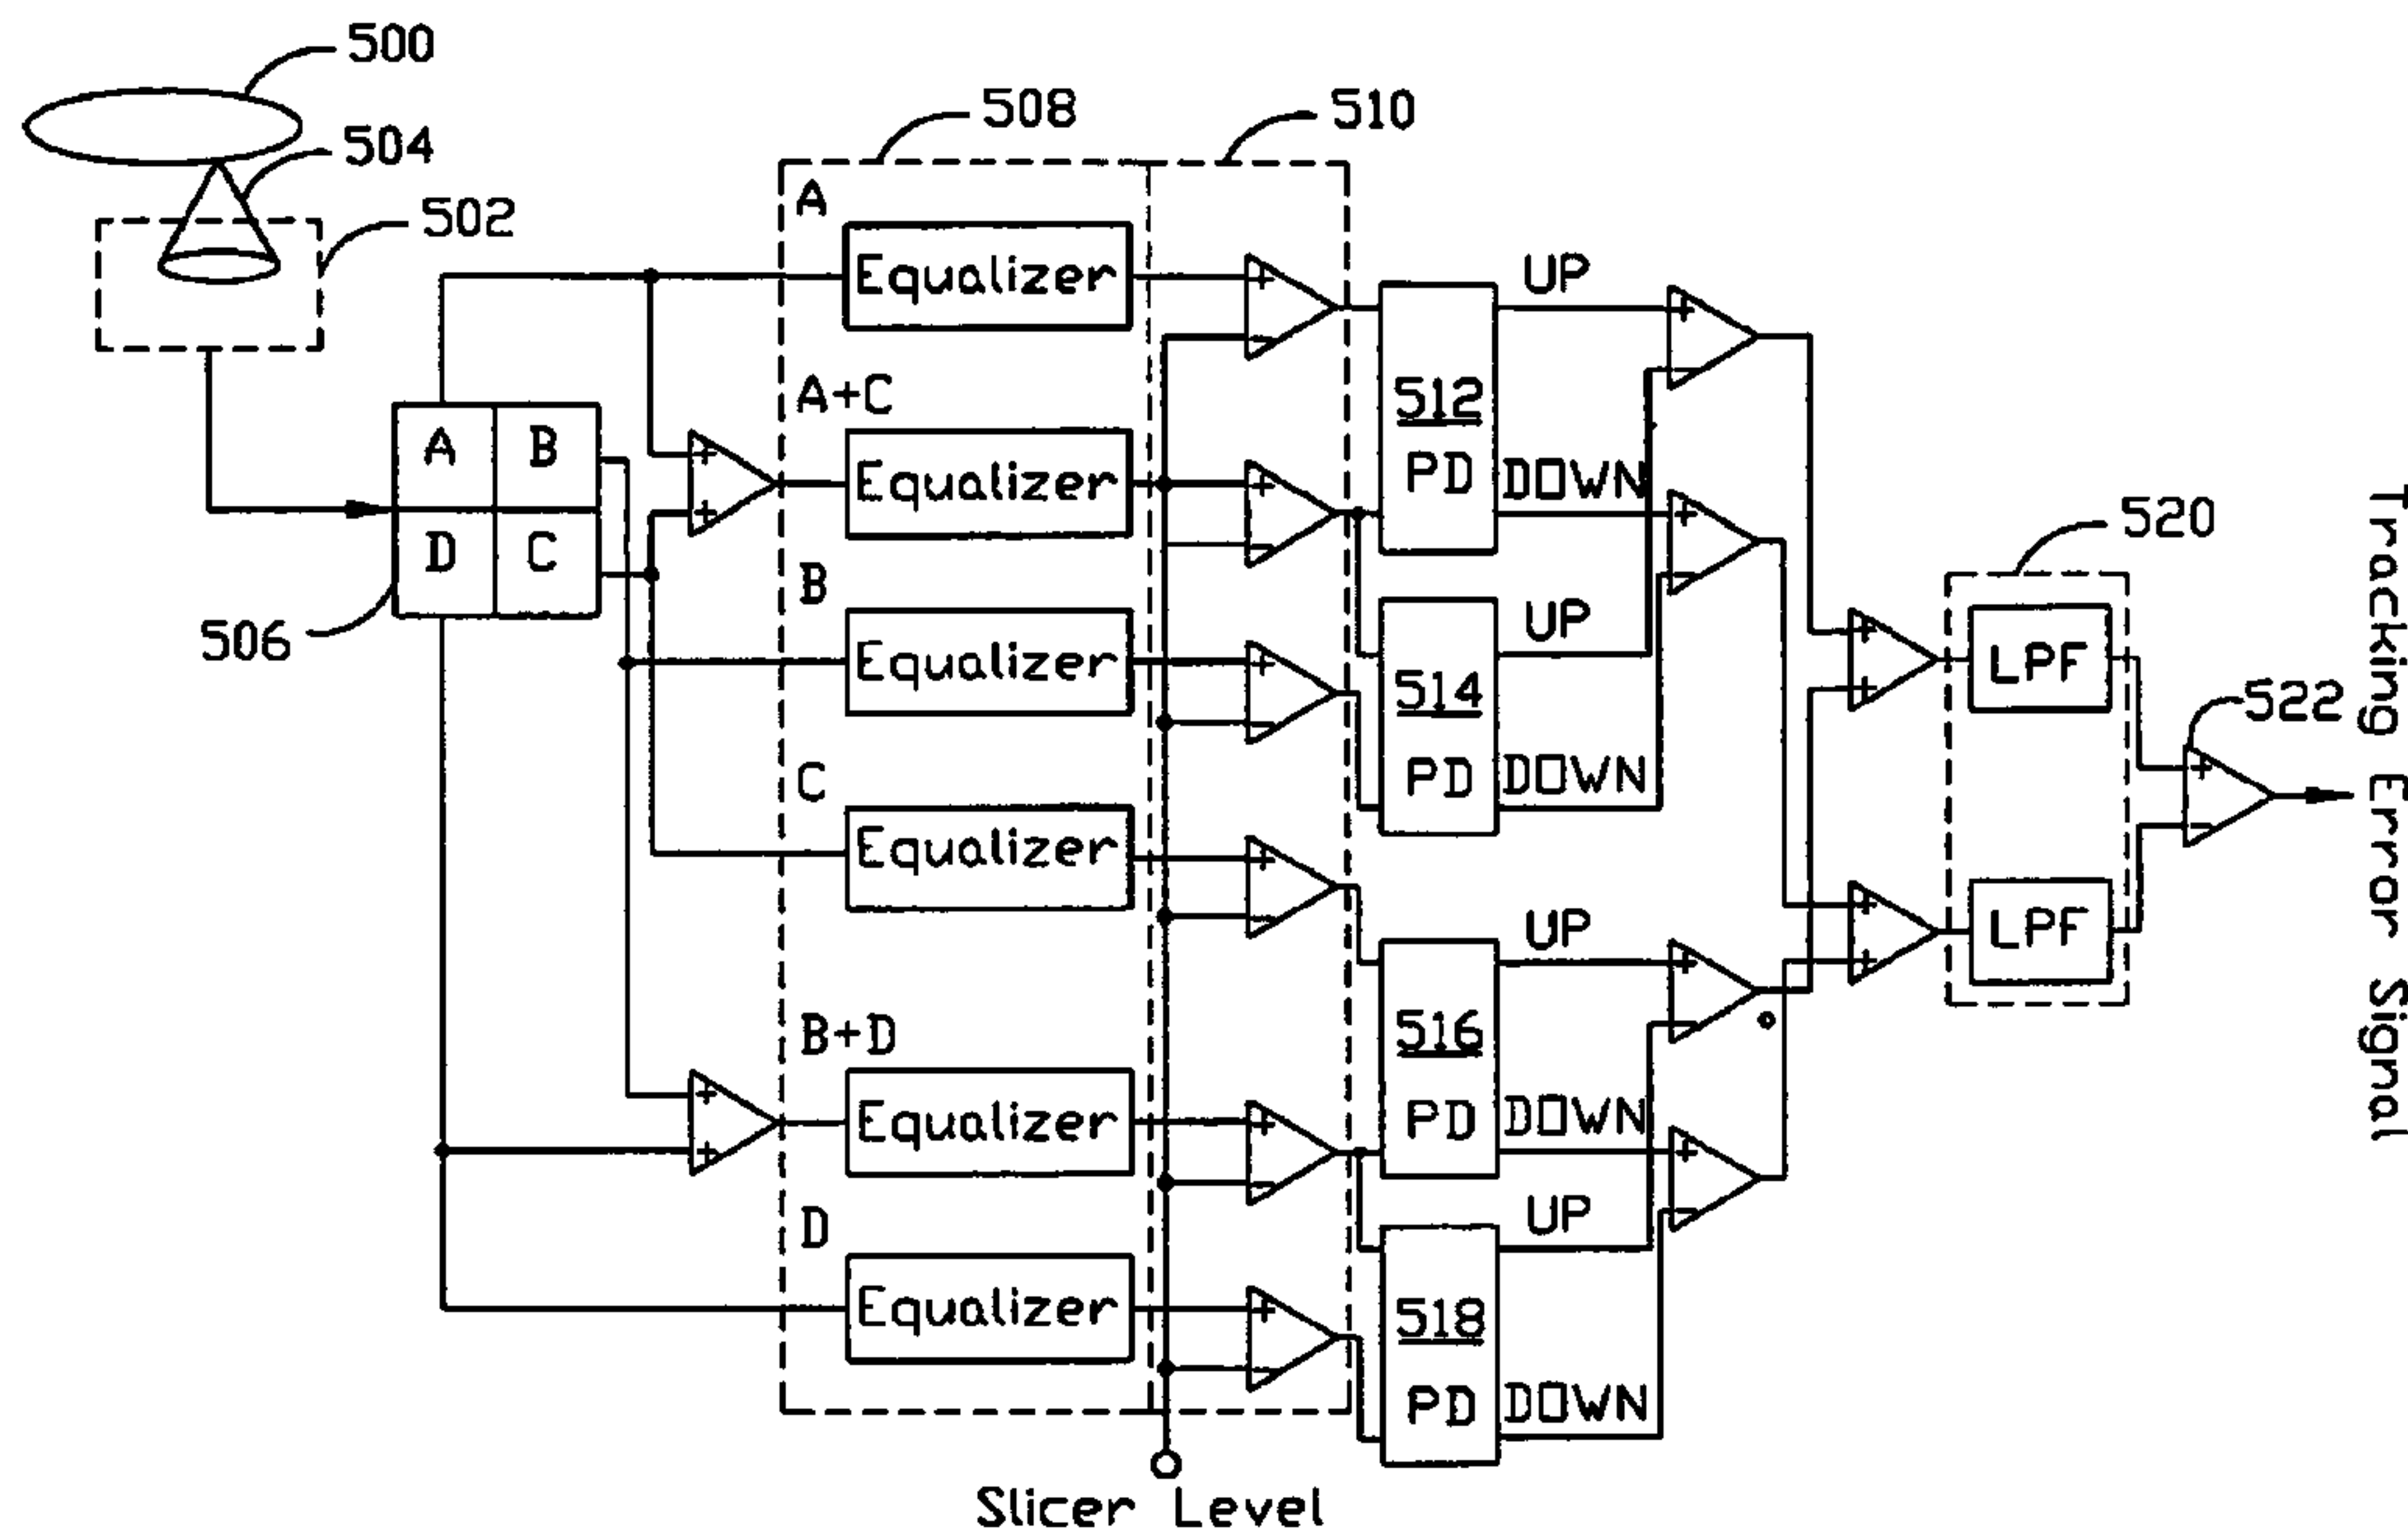 500
504
502
508
510
A
Equalizer
UP
A+C
512
PD
DOWN
A B
D C
506
Equalizer
B
Equalizer
UP
514
PD
DOWN
C
Equalizer
520
LPF
522
LPF
Tracking Error Signal
UP
516
PD
DOWN
B+D
Equalizer
UP
518
PD
DOWN
D
Equalizer
Slicer Level